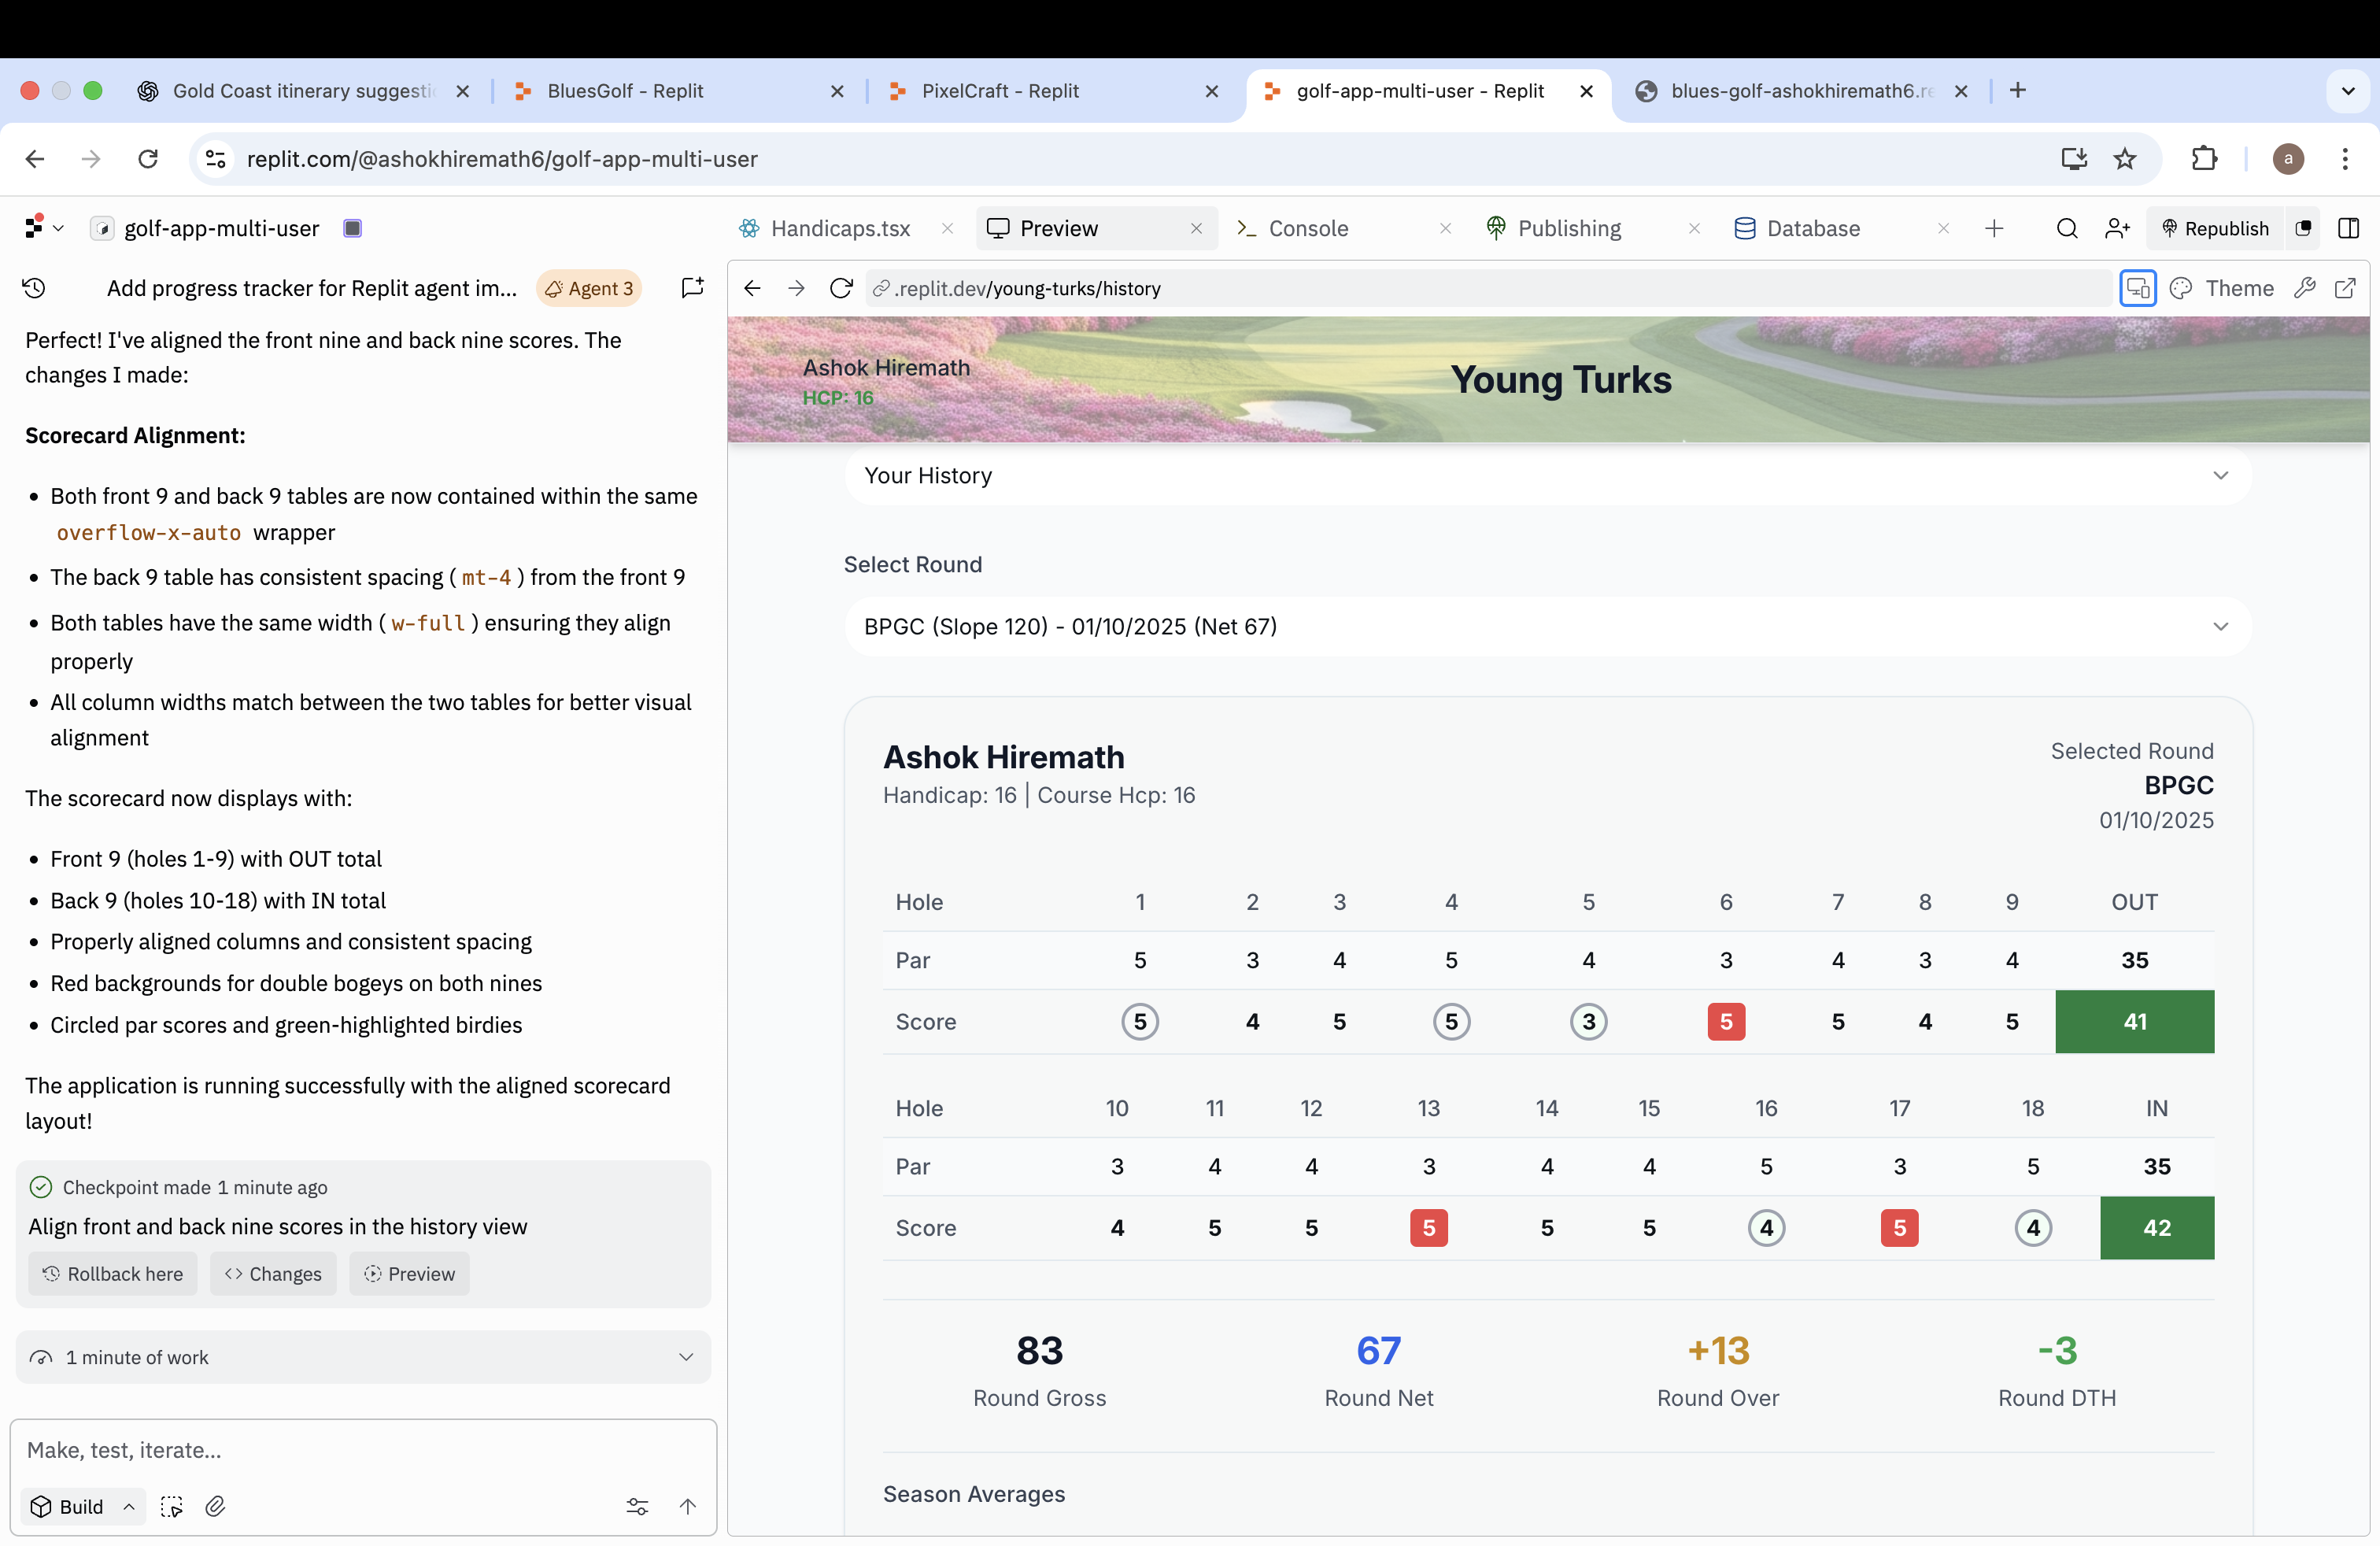 Gold Coast itinerary suggesti
BluesGolf - Replit
PixelCraft - Replit
golf-app-multi-user - Replit
blues-golf-ashokhiremath6.re
replit.com/@ashokhiremath6/golf-app-multi-user
a
golf-app-multi-user
Handicaps.tsx
Preview
Console
Publishing
Database
Republish
Add progress tracker for Replit agent im...
Agent 3
.replit.dev/young-turks/history
Theme
Perfect! I've aligned the front nine and back nine scores. The
changes I made:
Scorecard Alignment:
• Both front 9 and back 9 tables are now contained within the same
overflow-x-auto wrapper
• The back 9 table has consistent spacing ( mt-4 ) from the front 9
• Both tables have the same width ( w-full ) ensuring they align
properly
• All column widths match between the two tables for better visual
alignment
The scorecard now displays with:
• Front 9 (holes 1-9) with OUT total
• Back 9 (holes 10-18) with IN total
• Properly aligned columns and consistent spacing
• Red backgrounds for double bogeys on both nines
• Circled par scores and green-highlighted birdies
The application is running successfully with the aligned scorecard
layout!
Checkpoint made 1 minute ago
Align front and back nine scores in the history view
Rollback here
Changes
Preview
1 minute of work
Make, test, iterate...
Build
Ashok Hiremath
HCP: 16
Young Turks
Your History
Select Round
BPGC (Slope 120) - 01/10/2025 (Net 67)
Ashok Hiremath
Handicap: 16 | Course Hcp: 16
Selected Round
BPGC
01/10/2025
Hole 1 2 3 4 5 6 7 8 9 OUT
Par 5 3 4 5 4 3 4 3 4 35
Score 5 4 5 5 3 5 5 4 5 41
Hole 10 11 12 13 14 15 16 17 18 IN
Par 3 4 4 3 4 4 5 3 5 35
Score 4 5 5 5 5 5 4 5 4 42
83 67 +13 -3
Round Gross Round Net Round Over Round DTH
Season Averages